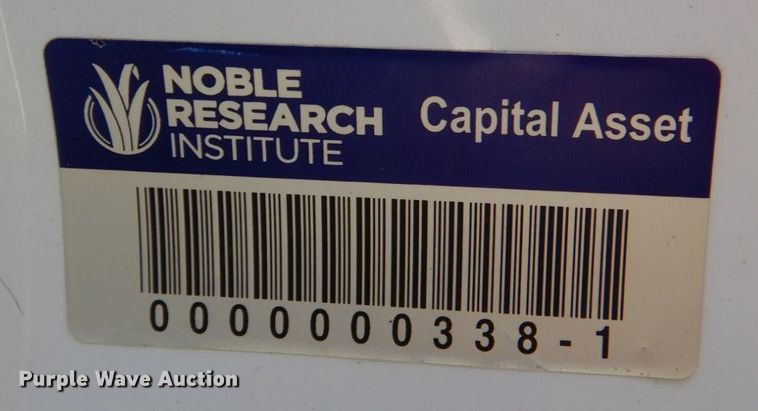 NOBLE
RESEARCH
INSTITUTE
Capital Asset
0000000338-1
Purple Wave Auction